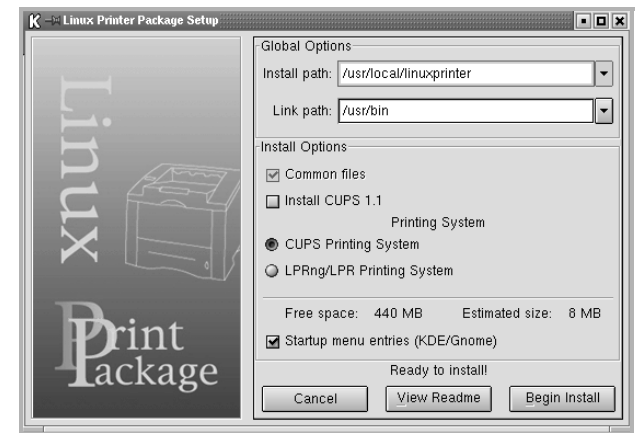 Linux Printer Package Setup
Linux
Print
Package
Global Options
Install path: /usr/local/linuxprinter
Link path: /usr/bin
Install Options
Common files
Install CUPS 1.1
Printing System
CUPS Printing System
LPRng/LPR Printing System
Free space: 440 MB Estimated size: 8 MB
Startup menu entries (KDE/Gnome)
Ready to install!
Cancel View Readme Begin Install